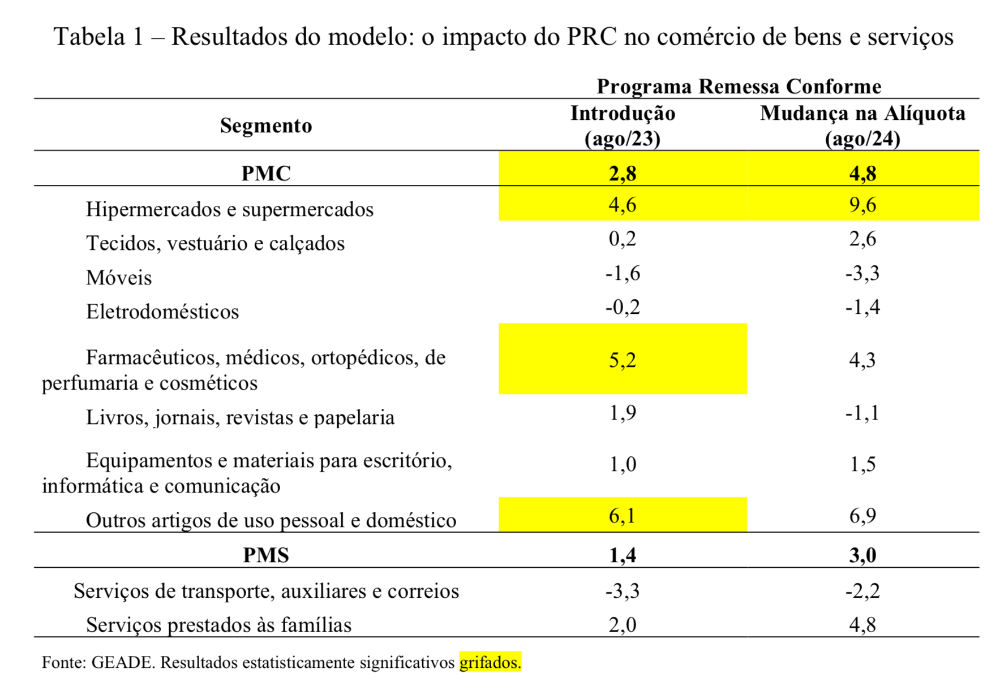 Tabela 1 – Resultados do modelo: o impacto do PRC no comércio de bens e serviços
Programa Remessa Conforme
Segmento
Introdução
(ago/23)
Mudança na Alíquota
(ago/24)
PMC 2,8 4,8
Hipermercados e supermercados 4,6 9,6
Tecidos, vestuário e calçados 0,2 2,6
Móveis -1,6 -3,3
Eletrodomésticos -0,2 -1,4
Farmacêuticos, médicos, ortopédicos, de
perfumaria e cosméticos
5,2 4,3
Livros, jornais, revistas e papelaria 1,9 -1,1
Equipamentos e materiais para escritório,
informática e comunicação
1,0 1,5
Outros artigos de uso pessoal e doméstico 6,1 6,9
PMS 1,4 3,0
Serviços de transporte, auxiliares e correios -3,3 -2,2
Serviços prestados às famílias 2,0 4,8
Fonte: GEADE. Resultados estatisticamente significativos grifados.